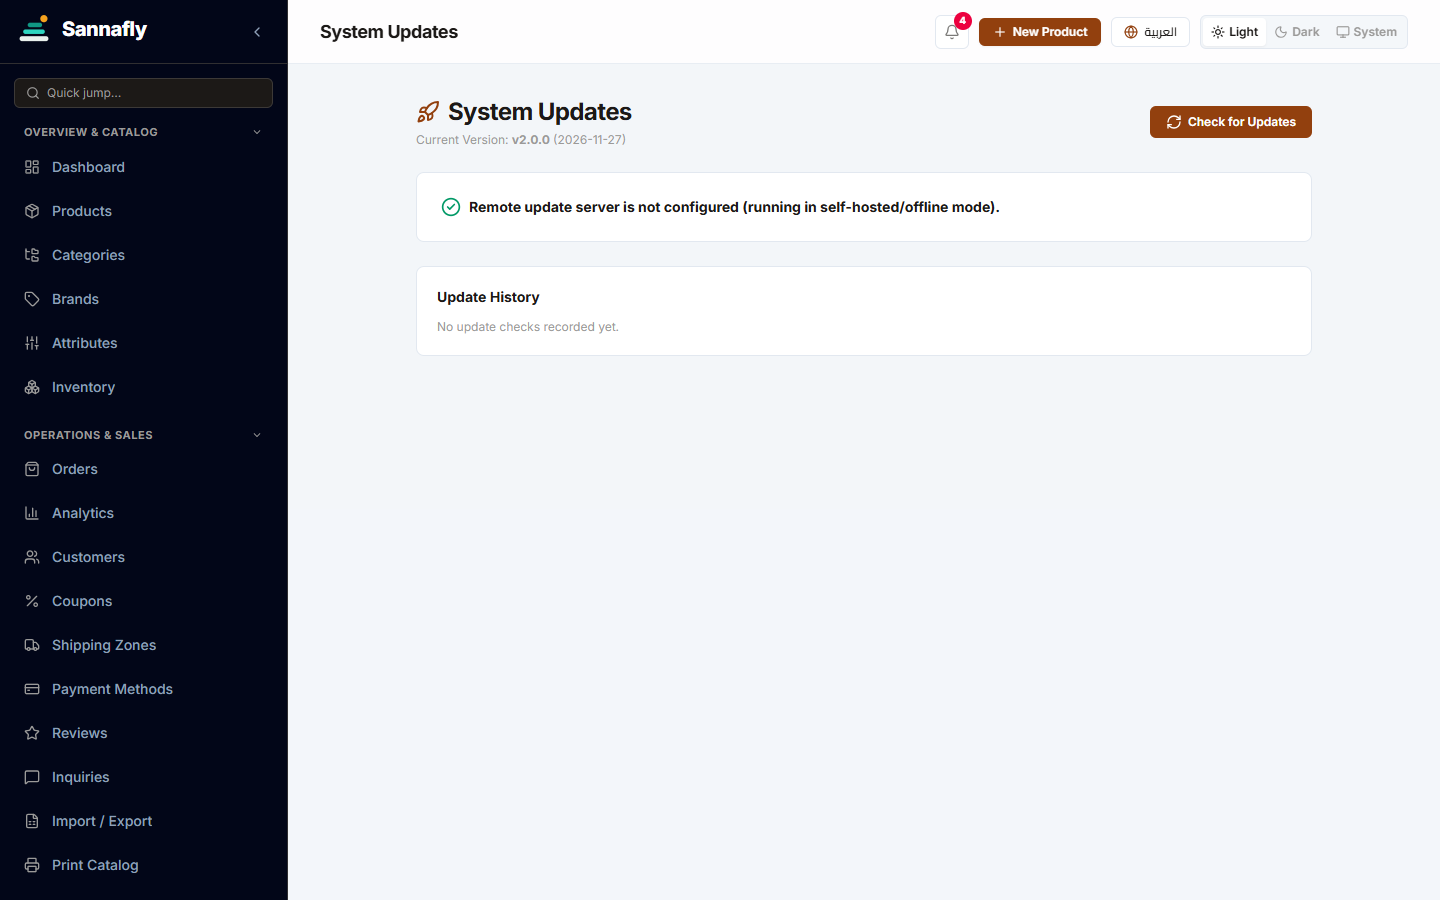 Sannafly
Quick jump...
OVERVIEW & CATALOG
Dashboard
Products
Categories
Brands
Attributes
Inventory
OPERATIONS & SALES
Orders
Analytics
Customers
Coupons
Shipping Zones
Payment Methods
Reviews
Inquiries
Import / Export
Print Catalog
System Updates
4
New Product
العربية
Light
Dark
System
System Updates
Current Version: v2.0.0 (2026-11-27)
Check for Updates
Remote update server is not configured (running in self-hosted/offline mode).
Update History
No update checks recorded yet.